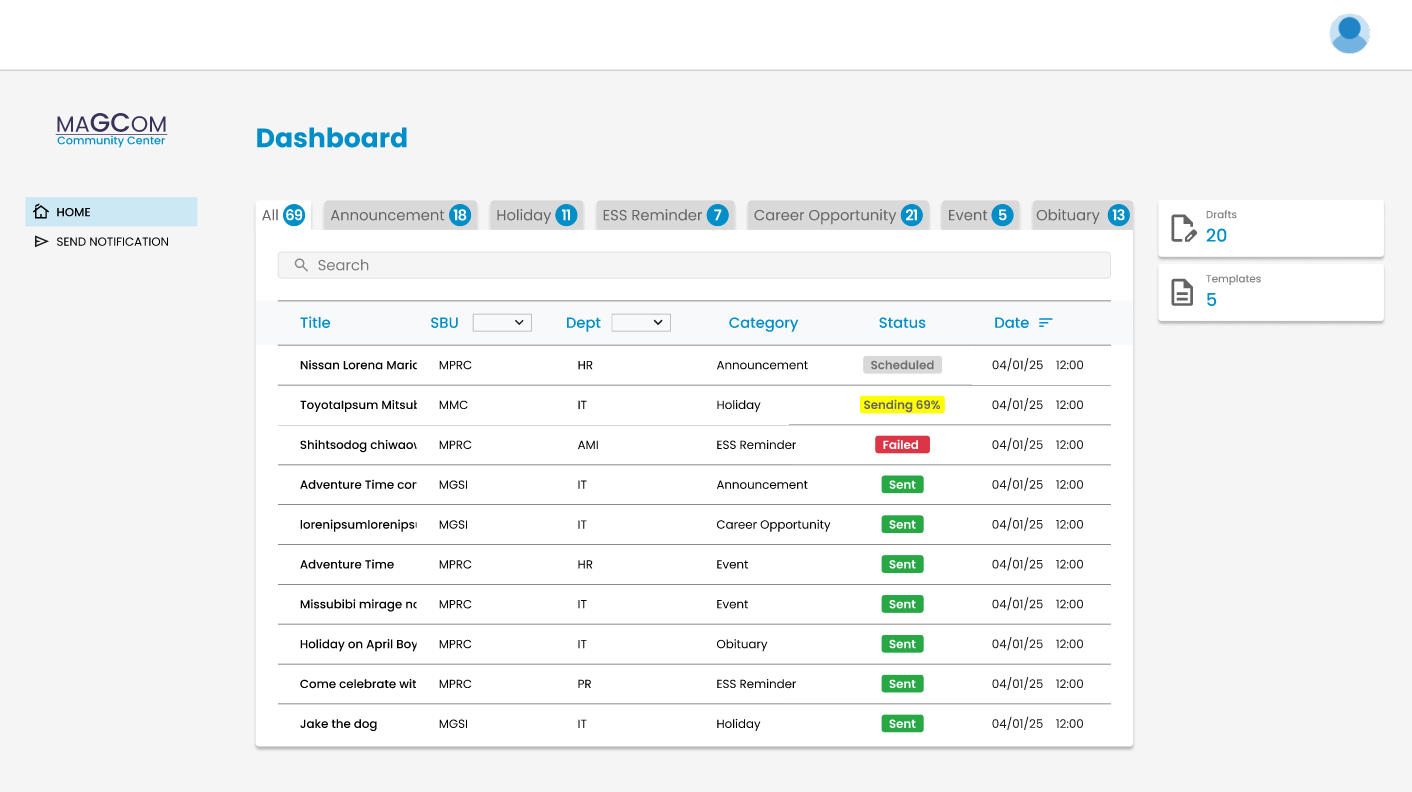 MAGCOM
Community Center
Dashboard
HOME
SEND NOTIFICATION
All 69 Announcement 18 Holiday 11 ESS Reminder 7 Career Opportunity 21 Event 5 Obituary 13
Drafts
20
Templates
5
Search
Title SBU Dept Category Status Date
Nissan Lorena Maric MPRC HR Announcement Scheduled 04/01/25 12:00
ToyotaIpsum Mitsub MMC IT Holiday Sending 69% 04/01/25 12:00
Shihtsodog chiwaov MPRC AMI ESS Reminder Failed 04/01/25 12:00
Adventure Time cor MGSI IT Announcement Sent 04/01/25 12:00
lorenipsumlorenips MGSI IT Career Opportunity Sent 04/01/25 12:00
Adventure Time MPRC HR Event Sent 04/01/25 12:00
Missubibi mirage nc MPRC IT Event Sent 04/01/25 12:00
Holiday on April Boy MPRC IT Obituary Sent 04/01/25 12:00
Come celebrate wit MPRC PR ESS Reminder Sent 04/01/25 12:00
Jake the dog MGSI IT Holiday Sent 04/01/25 12:00